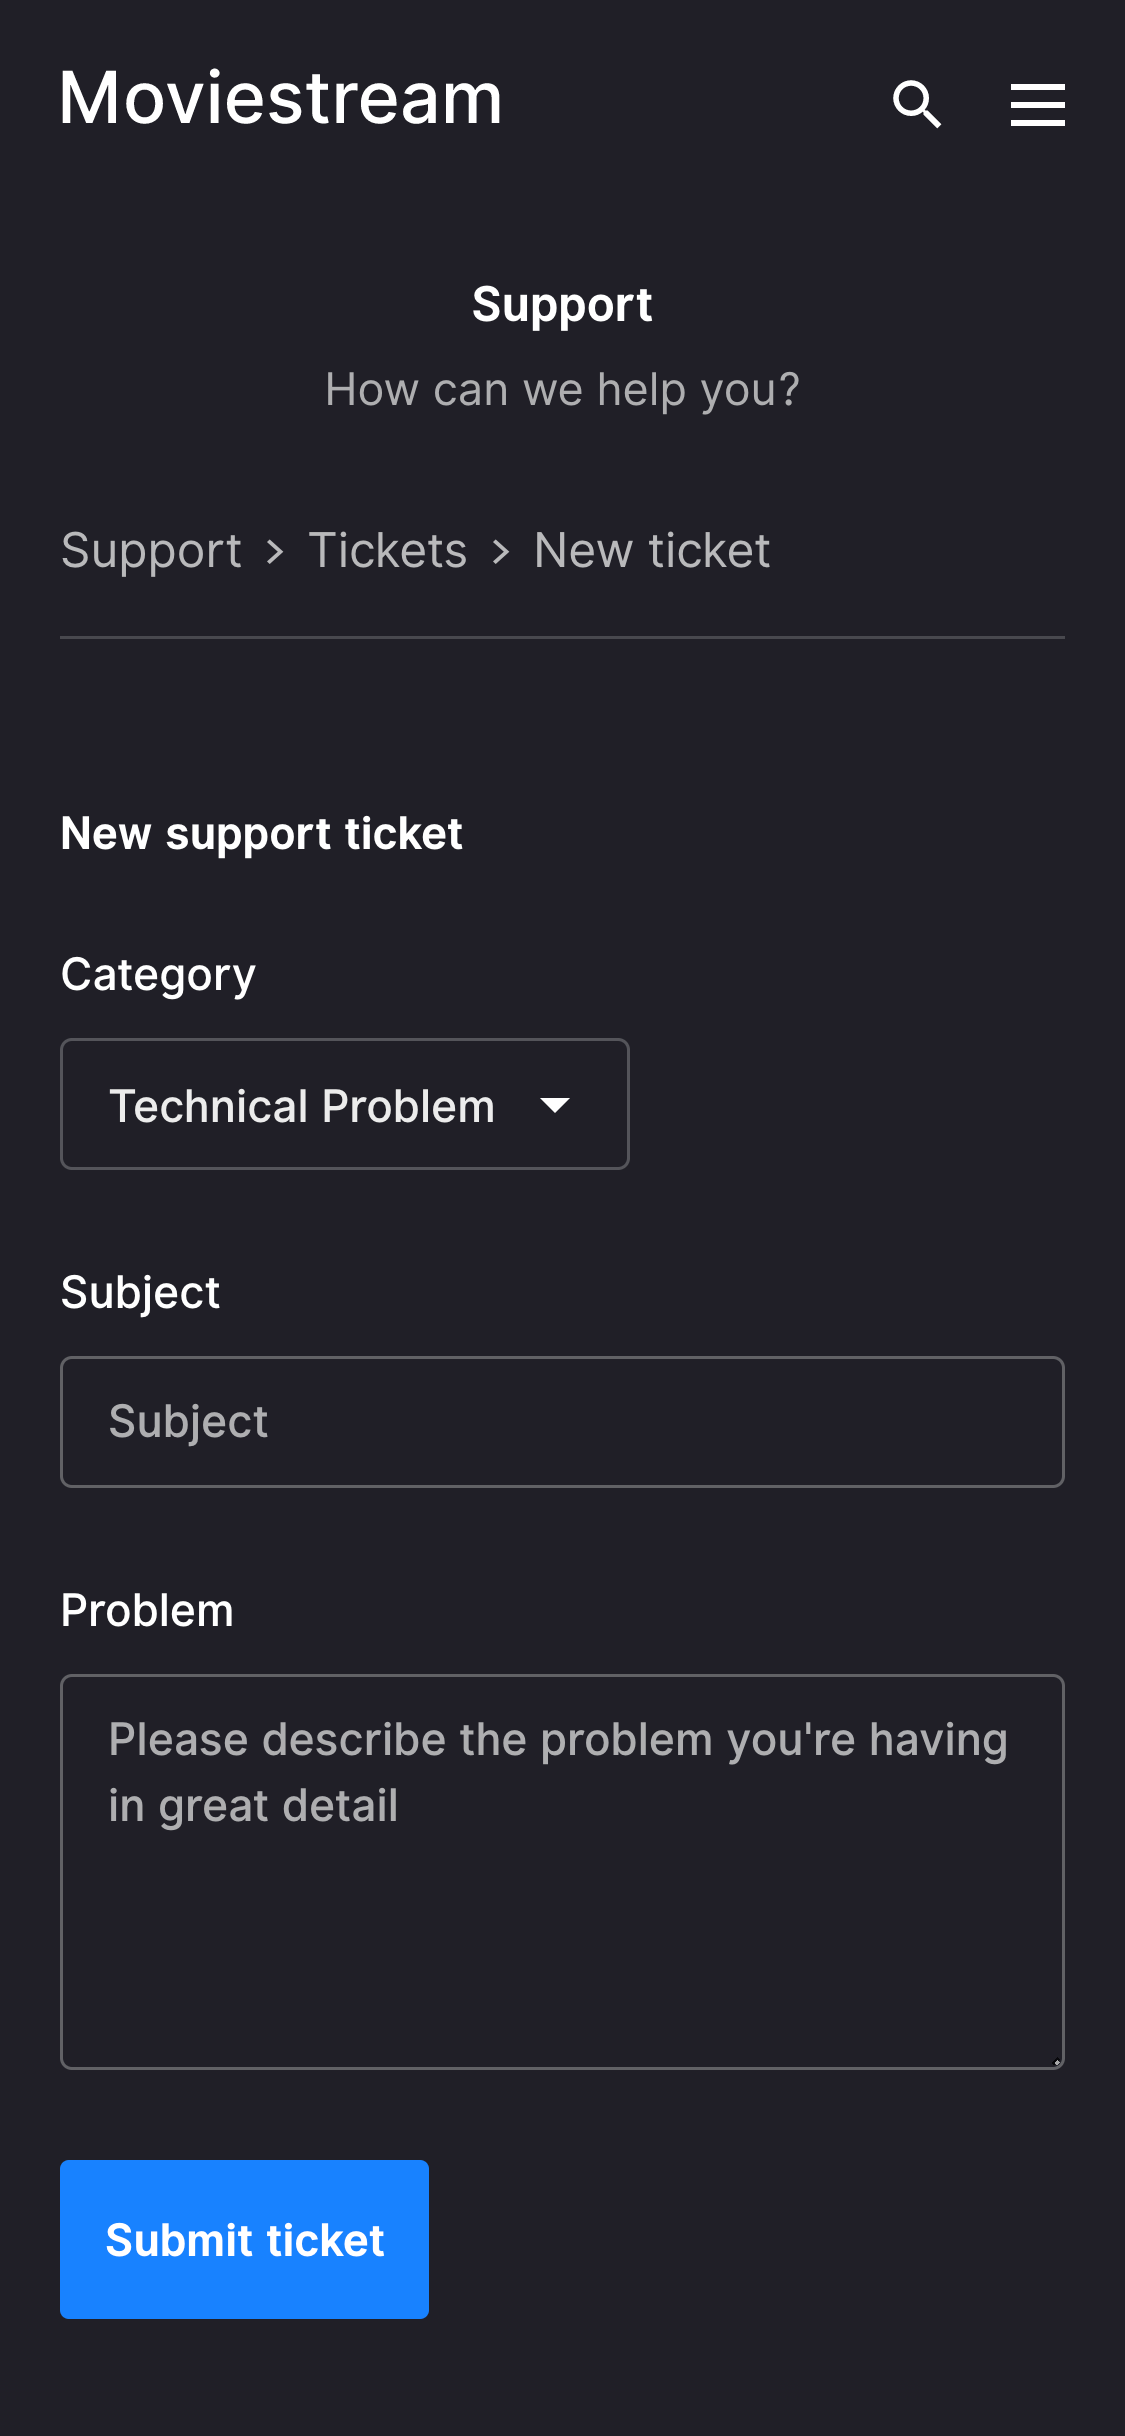 Moviestream
Support
How can we help you?
Support > Tickets > New ticket
New support ticket
Category
Technical Problem
Subject
Subject
Problem
Please describe the problem you're having
in great detail
Submit ticket